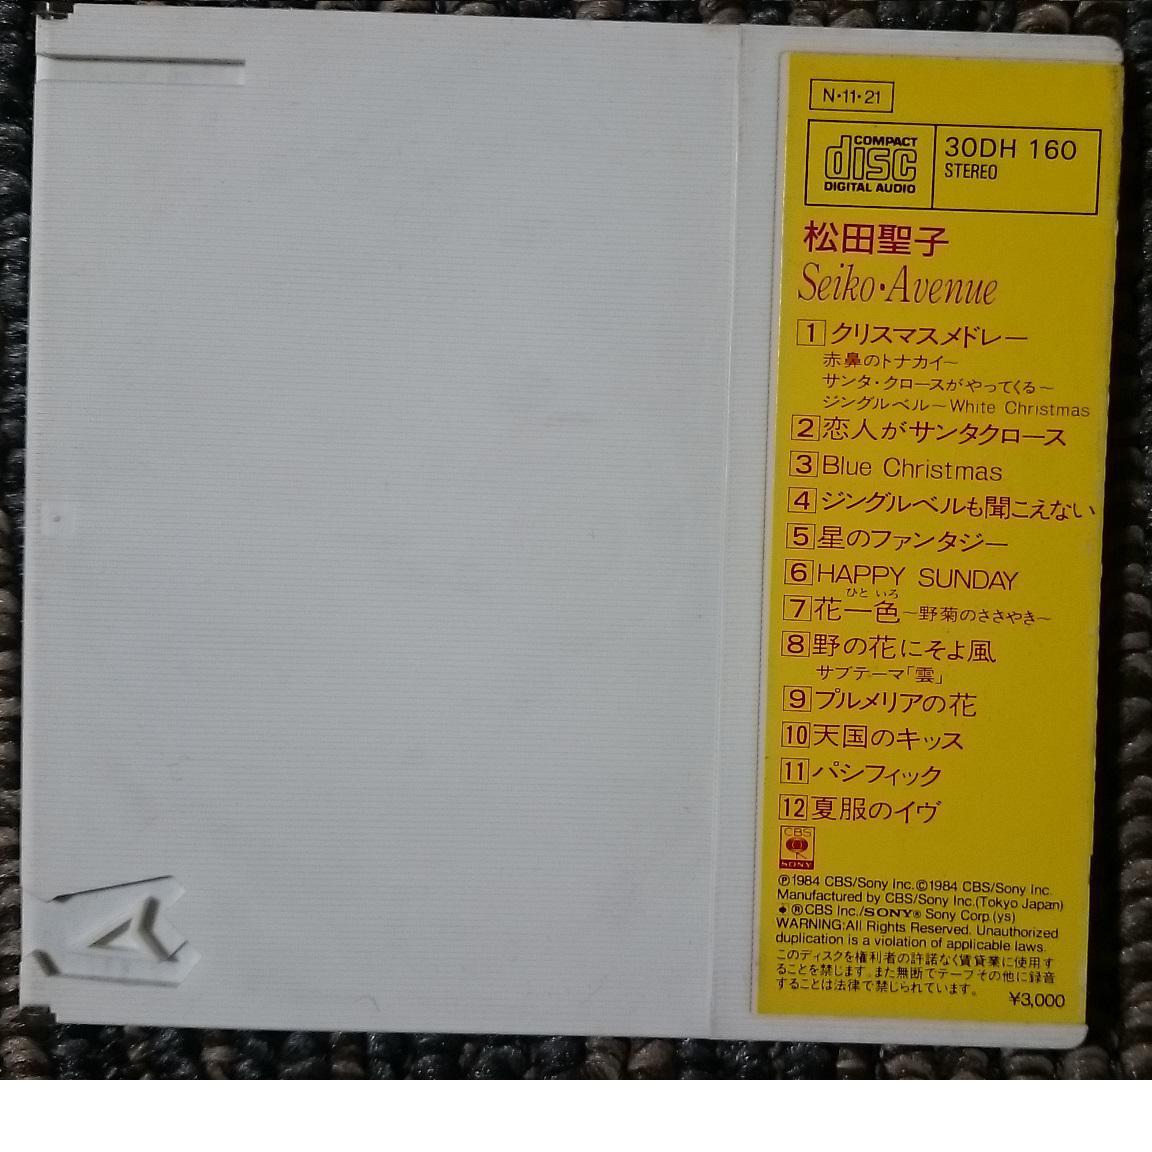 N・11・21
COMPACT
disc
DIGITAL AUDIO
30DH 160
STEREO
松田聖子
Seiko・Avenue
1 クリスマスメドレー
赤鼻のトナカイ〜
サンタ・クロースがやってくる〜
ジングルベル〜White Christmas
2 恋人がサンタクロース
3 Blue Christmas
4 ジングルベルも聞こえない
5 星のファンタジー
6 HAPPY SUNDAY
ひと いろ
7 花一色〜野菊のささやき〜
8 野の花にそよ風
サブテーマ「雲」
9 プルメリアの花
10 天国のキッス
11 パシフィック
12 夏服のイヴ
CBS
SONY
Ⓟ1984 CBS/Sony Inc.©1984 CBS/Sony Inc.
Manufactured by CBS/Sony Inc.(Tokyo Japan)
®CBS Inc./SONY® Sony Corp.(ys)
WARNING:All Rights Reserved. Unauthorized
duplication is a violation of applicable laws.
このディスクを権利者の許諾なく賃貸業に使用す
ることを禁じます。また無断でテープその他に録音
することは法律で禁じられています。
¥3,000